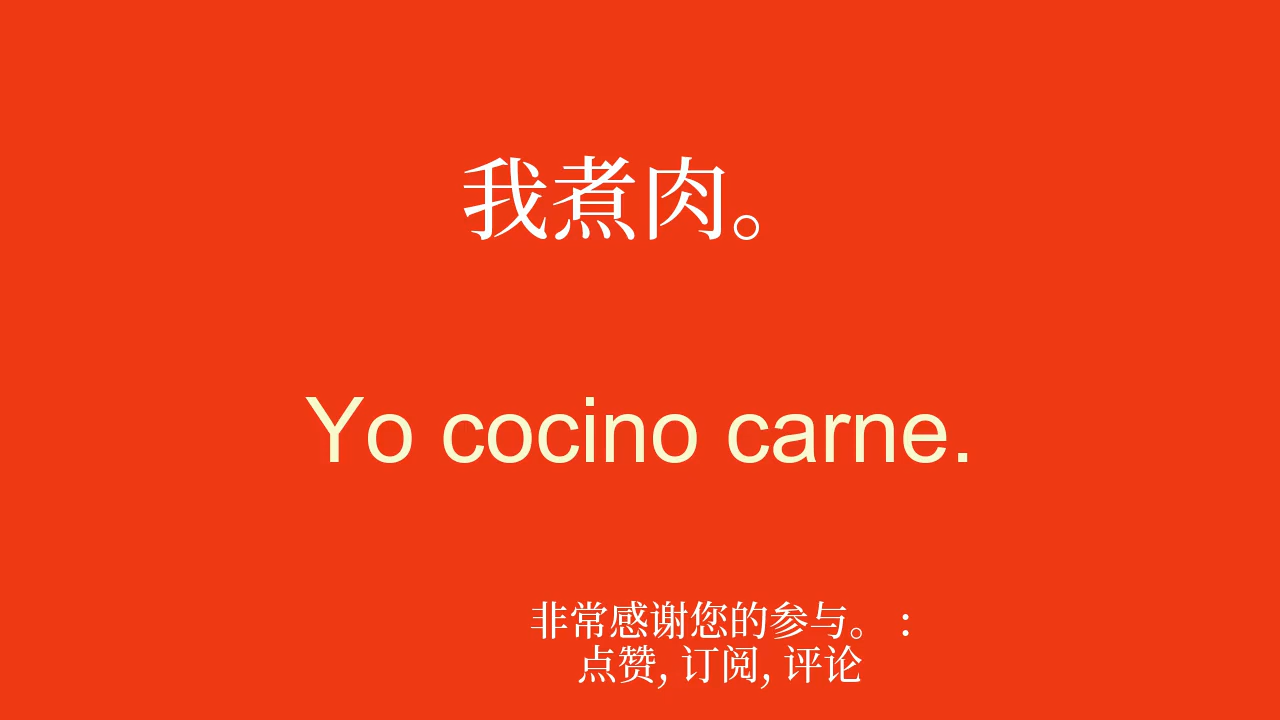 我煮肉。
Yo cocino carne.
非常感谢您的参与。 :
点赞, 订阅, 评论